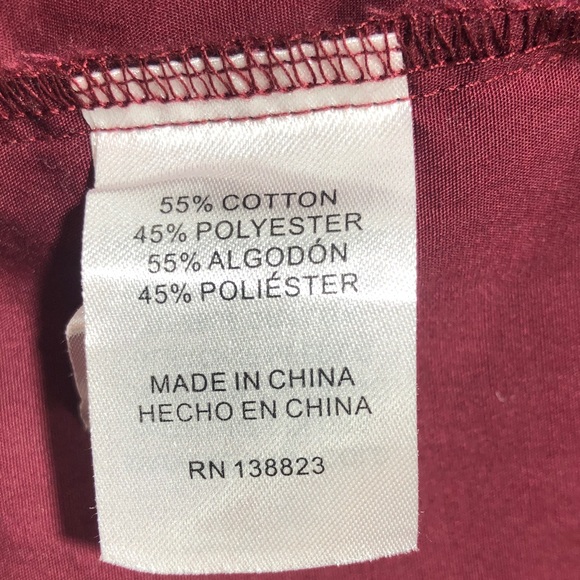 55% COTTON
45% POLYESTER
55% ALGODÓN
45% POLIÉSTER
MADE IN CHINA
HECHO EN CHINA
RN 138823